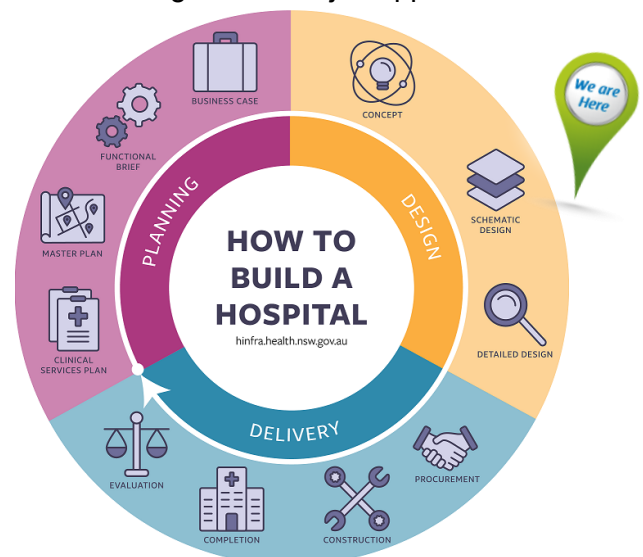 HOW TO
BUILD A
HOSPITAL
hinfra.health.nsw.gov.au
PLANNING
CLINICAL
SERVICES PLAN
MASTER PLAN
FUNCTIONAL
BRIEF
BUSINESS CASE
DESIGN
CONCEPT
SCHEMATIC
DESIGN
DETAILED DESIGN
We are
Here
DELIVERY
PROCUREMENT
CONSTRUCTION
COMPLETION
EVALUATION